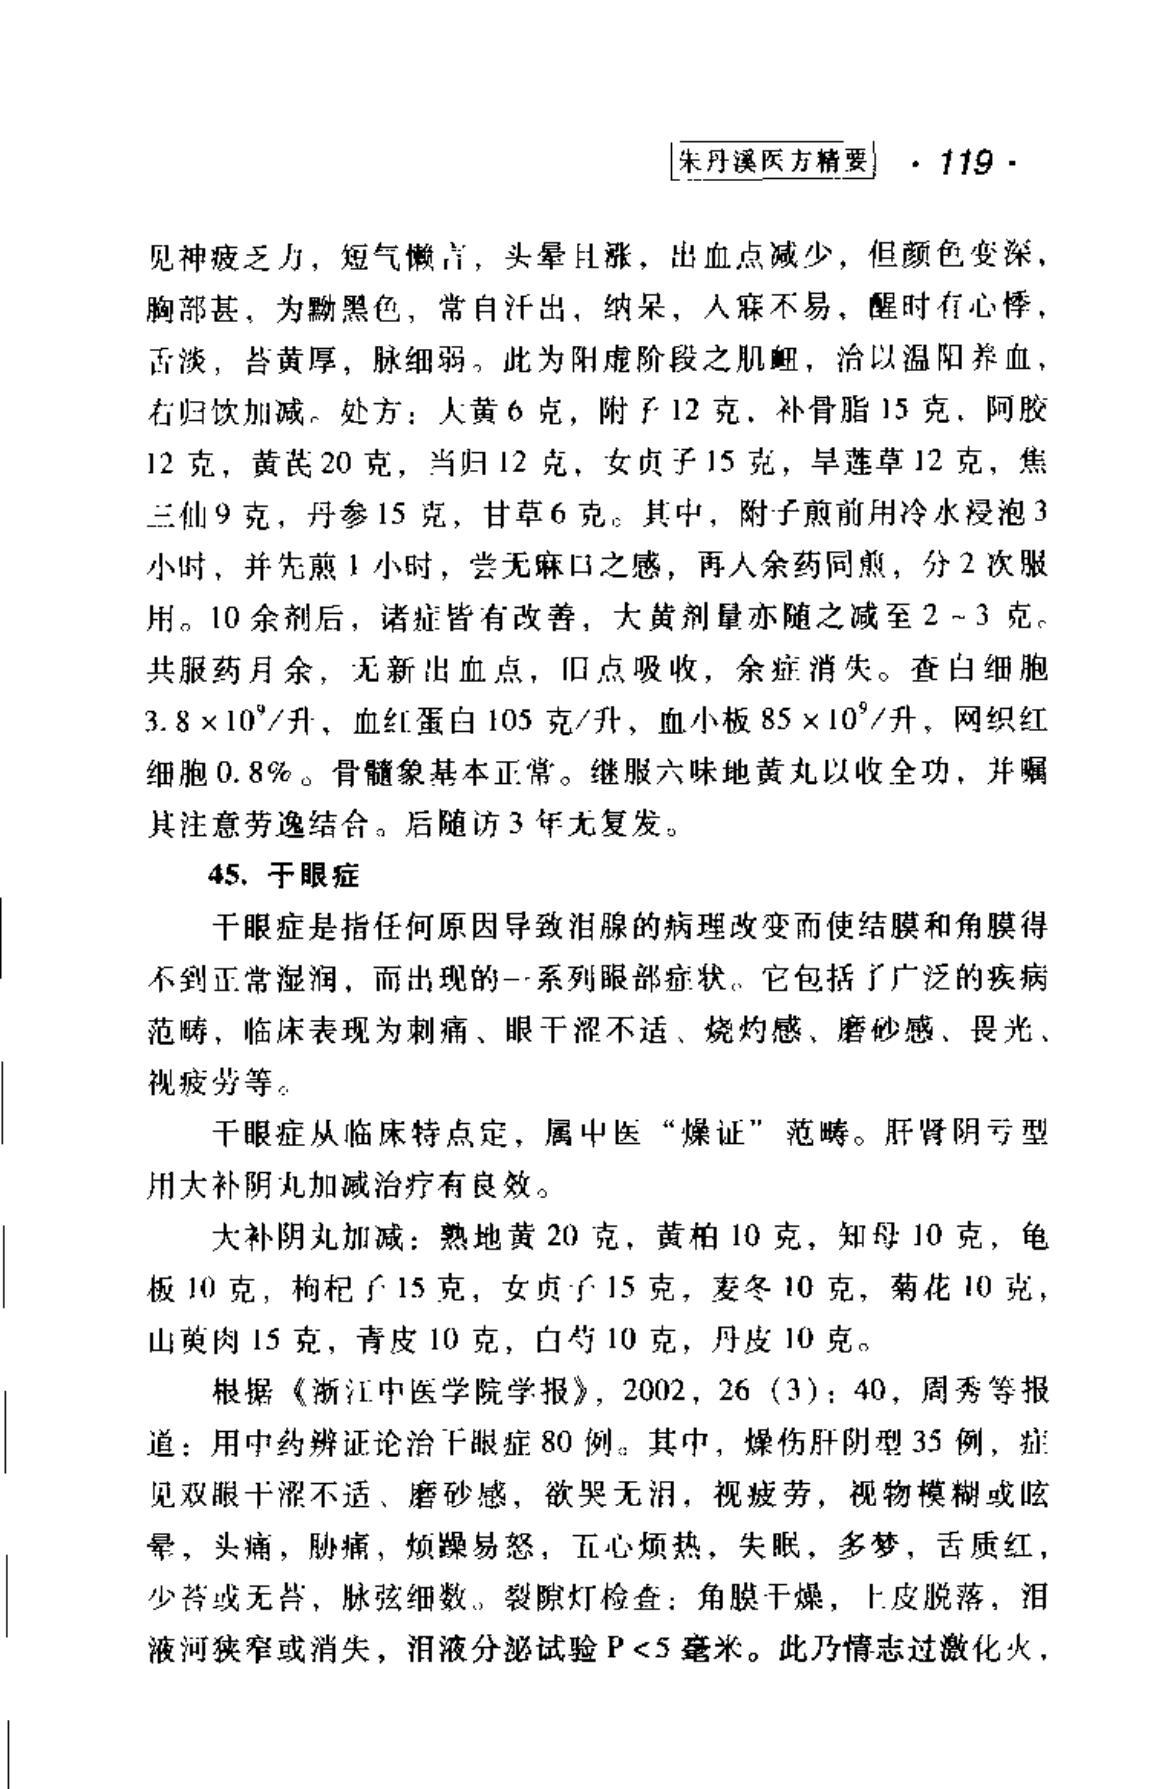 朱丹溪医方精要 · 119 ·
见神疲乏力，短气懒言，头晕且涨，出血点减少，但颜色变深，
胸部甚，为黝黑色，常自汗出，纳呆，入寐不易，醒时有心悸，
舌淡，苔黄厚，脉细弱。此为阳虚阶段之肌衄，治以温阳养血，
右归饮加减。处方：大黄6克，附子12克，补骨脂15克，阿胶
12克，黄芪20克，当归12克，女贞子15克，旱莲草12克，焦
三仙9克，丹参15克，甘草6克。其中，附子煎前用冷水浸泡3
小时，并先煎1小时，尝无麻口之感，再入余药同煎，分2次服
用。10余剂后，诸症皆有改善，大黄剂量亦随之减至2~3克。
共服药月余，无新出血点，旧点吸收，余症消失。查白细胞
3.8×10⁹/升，血红蛋白105克/升，血小板85×10⁹/升，网织红
细胞0.8%。骨髓象基本正常。继服六味地黄丸以收全功，并嘱
其注意劳逸结合。后随访3年无复发。
45. 干眼症
干眼症是指任何原因导致泪腺的病理改变而使结膜和角膜得
不到正常湿润，而出现的一系列眼部症状。它包括了广泛的疾病
范畴，临床表现为刺痛、眼干涩不适、烧灼感、磨砂感、畏光、
视疲劳等。
干眼症从临床特点定，属中医“燥证”范畴。肝肾阴亏型
用大补阴丸加减治疗有良效。
大补阴丸加减：熟地黄20克，黄柏10克，知母10克，龟
板10克，枸杞子15克，女贞子15克，麦冬10克，菊花10克，
山萸肉15克，青皮10克，白芍10克，丹皮10克。
根据《浙江中医学院学报》，2002，26（3）：40，周秀等报
道：用中药辨证论治干眼症80例。其中，燥伤肝阴型35例，症
见双眼干涩不适、磨砂感，欲哭无泪，视疲劳，视物模糊或眩
晕，头痛，胁痛，烦躁易怒，五心烦热，失眠，多梦，舌质红，
少苔或无苔，脉弦细数。裂隙灯检查：角膜干燥，上皮脱落，泪
液河狭窄或消失，泪液分泌试验P<5毫米。此乃情志过激化火，